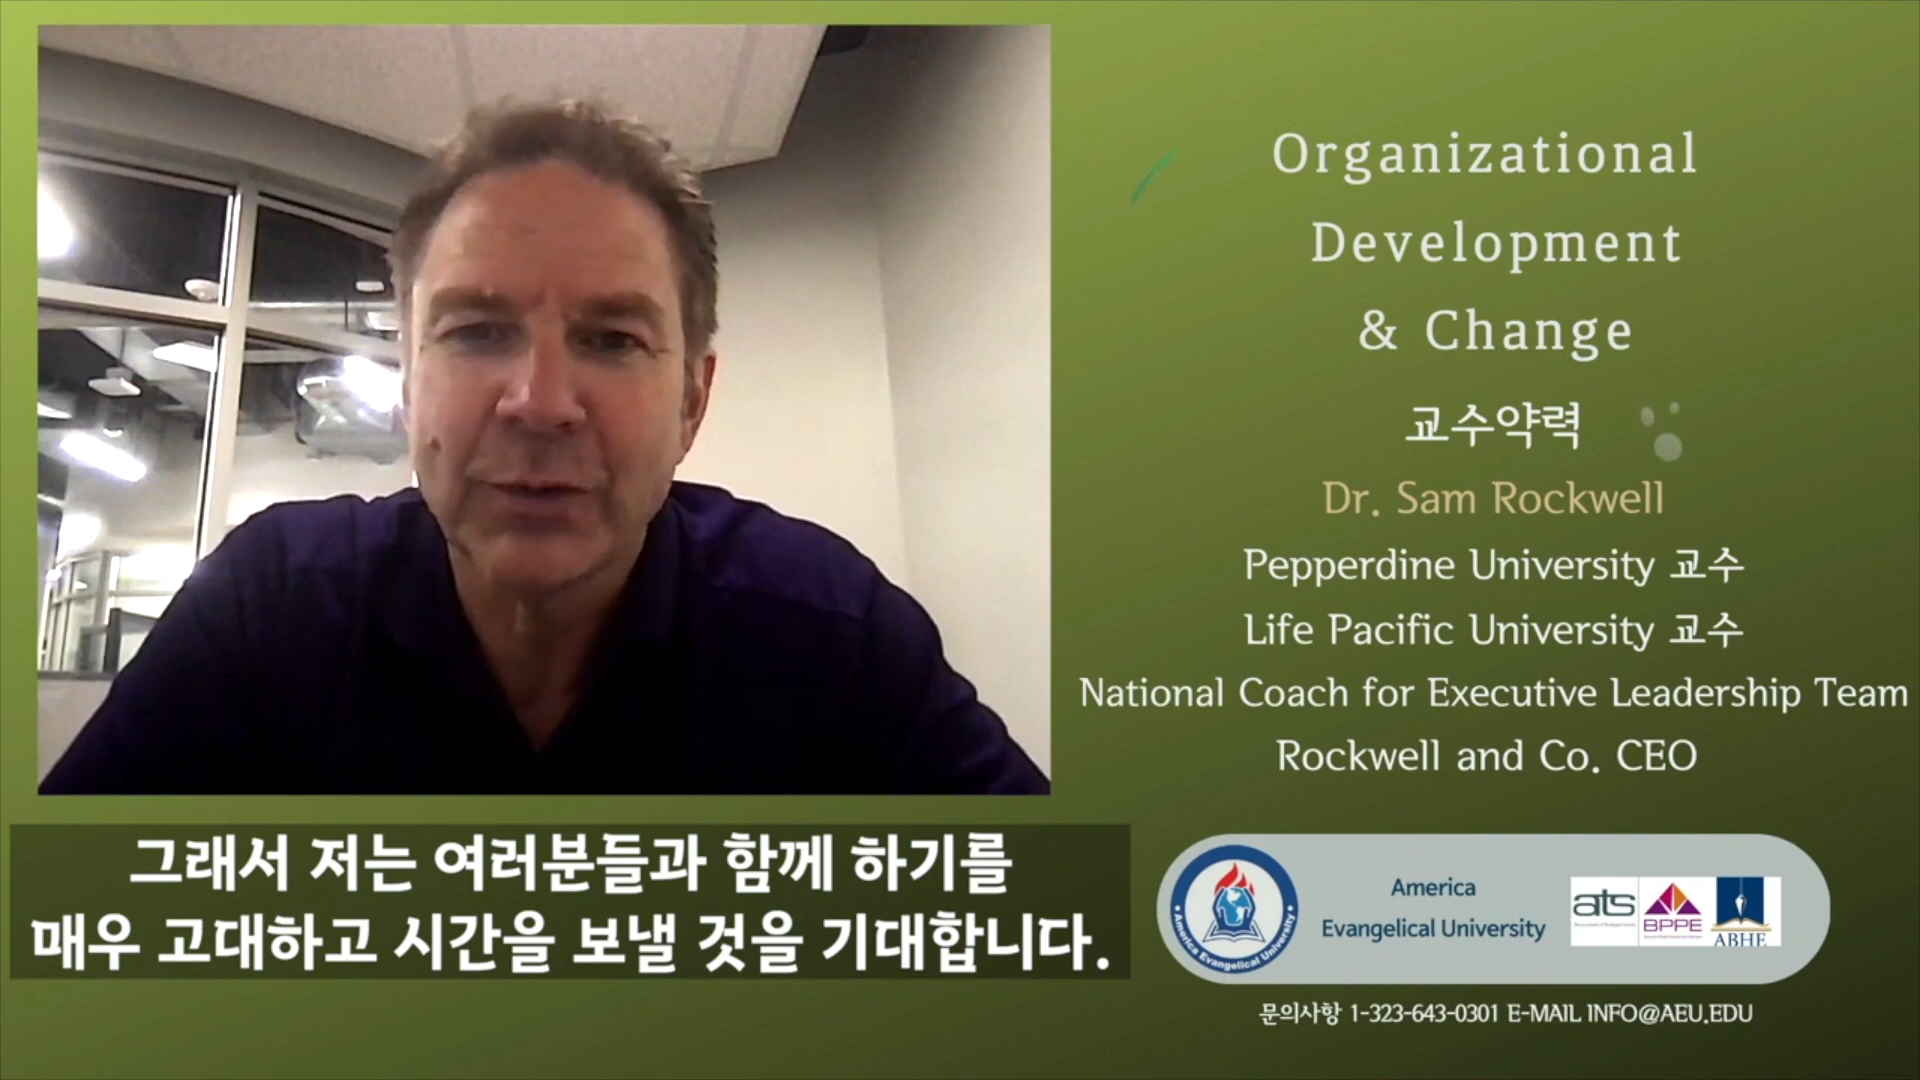 Organizational
Development
& Change
교수약력
Dr. Sam Rockwell
Pepperdine University 교수
Life Pacific University 교수
National Coach for Executive Leadership Team
Rockwell and Co. CEO
그래서 저는 여러분들과 함께 하기를
매우 고대하고 시간을 보낼 것을 기대합니다.
America Evangelical University
America
Evangelical University
ats
BPPE
ABHE
문의사항 1-323-643-0301 E-MAIL INFO@AEU.EDU